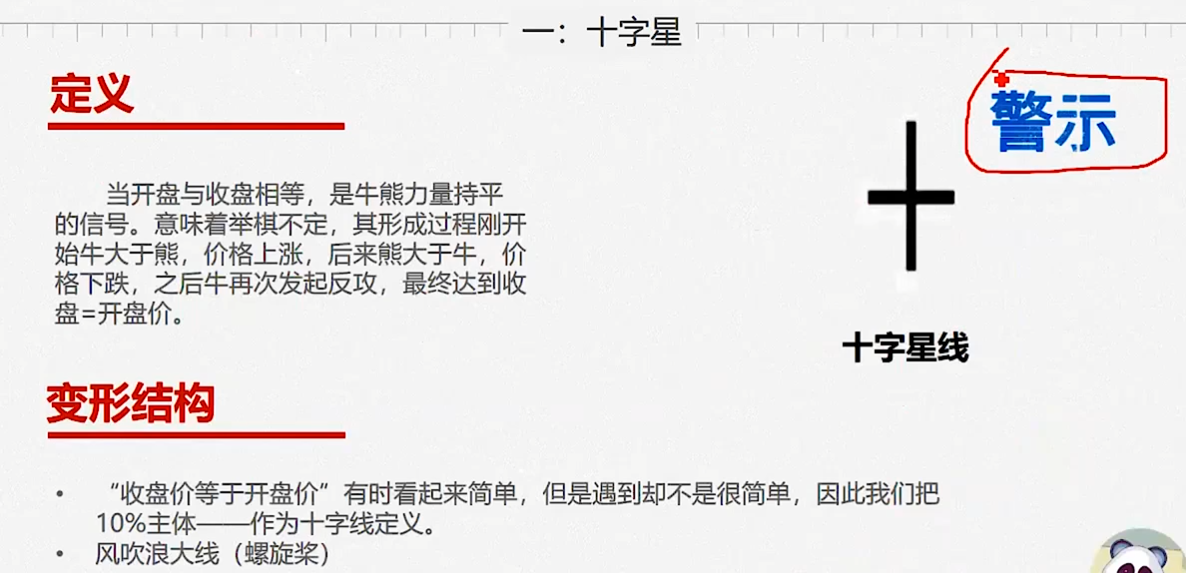 一：十字星
定义
警示
当开盘与收盘相等，是牛熊力量持平
的信号。意味着举棋不定，其形成过程刚开
始牛大于熊，价格上涨，后来熊大于牛，价
格下跌，之后牛再次发起反攻，最终达到收
盘=开盘价。
十字星线
变形结构
• “收盘价等于开盘价”有时看起来简单，但是遇到却不是很简单，因此我们把
10%主体——作为十字线定义。
• 风吹浪大线（螺旋桨）